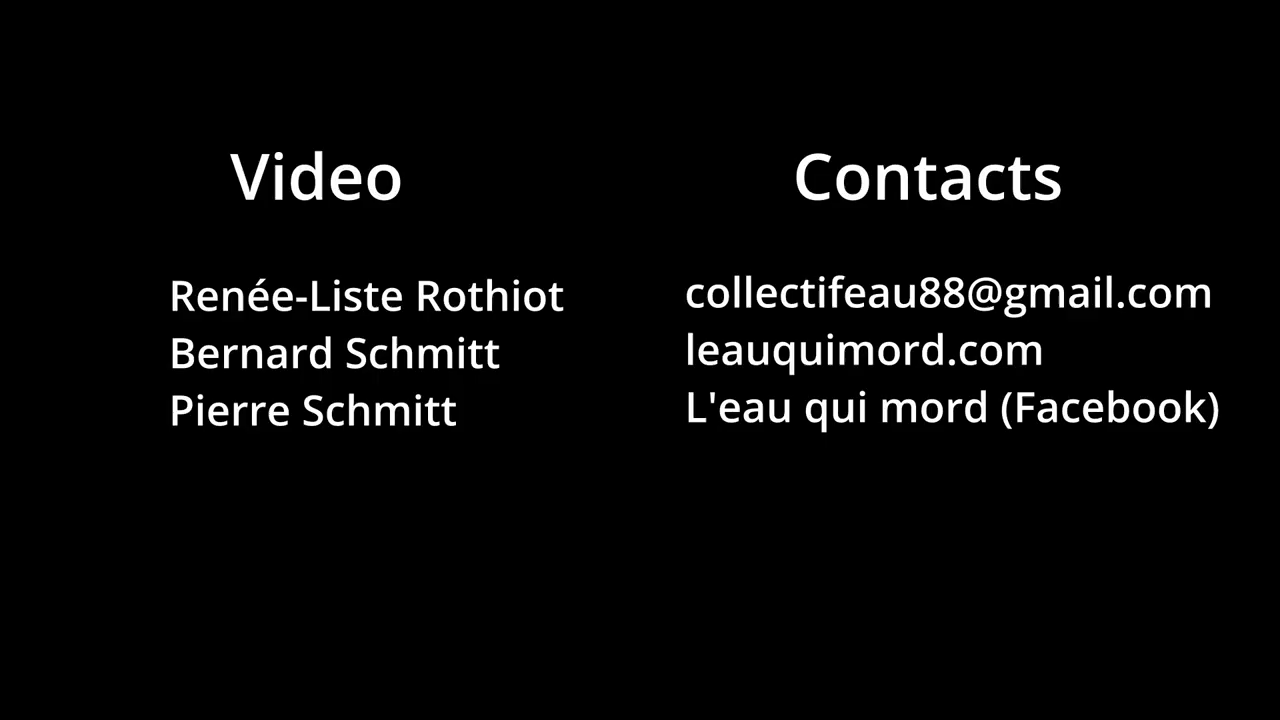 Video
Renée-Liste Rothiot
Bernard Schmitt
Pierre Schmitt
Contacts
collectifeau88@gmail.com
leauquimord.com
L'eau qui mord (Facebook)